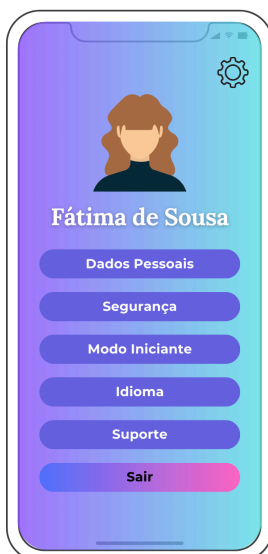 Fátima de Sousa
Dados Pessoais
Segurança
Modo Iniciante
Idioma
Suporte
Sair